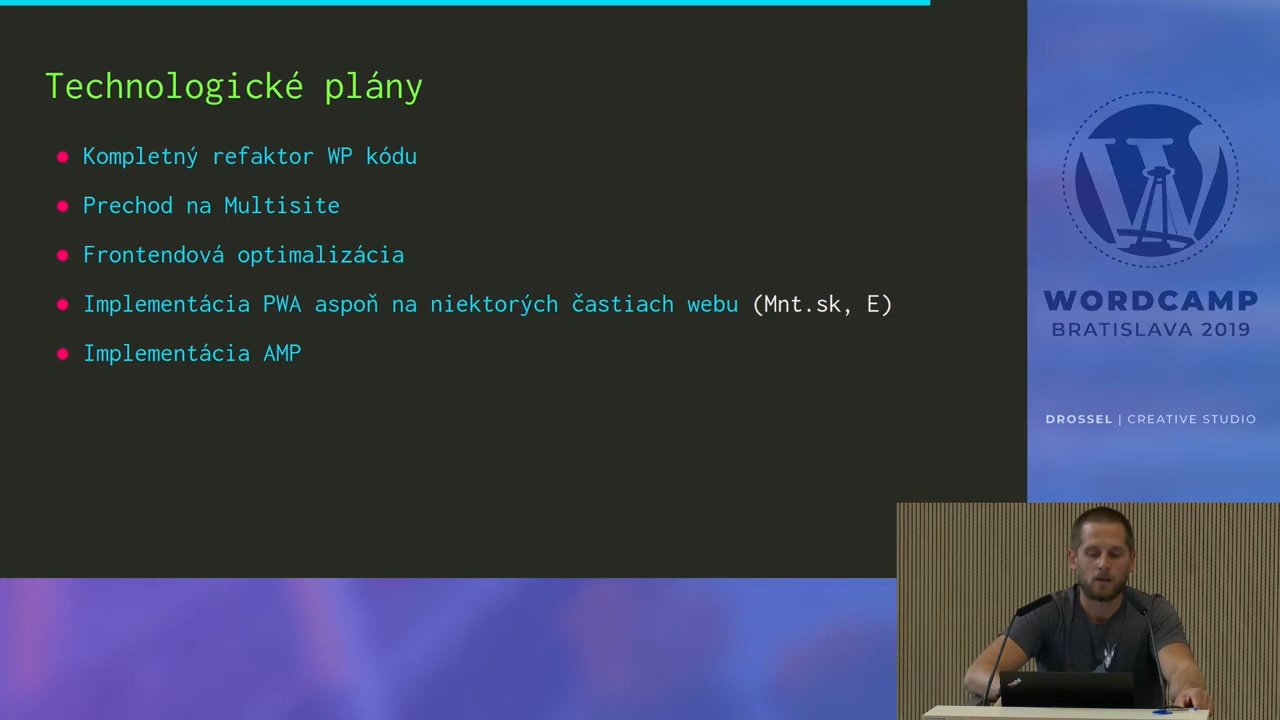 Technologické plány
Kompletný refaktor WP kódu
Prechod na Multisite
Frontendová optimalizácia
Implementácia PWA aspoň na niektorých častiach webu (Mnt.sk, E)
Implementácia AMP
WORDCAMP
BRATISLAVA 2019
DROSSEL | CREATIVE STUDIO